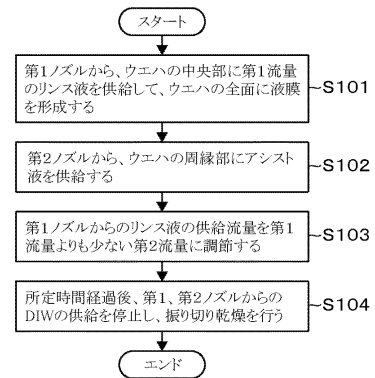 スタート
第1ノズルから、ウエハの中央部に第1流量
のリンス液を供給して、ウエハの全面に液膜
を形成する
S101
第2ノズルから、ウエハの周縁部にアシスト
液を供給する
S102
第1ノズルからのリンス液の供給流量を第1
流量よりも少ない第2流量に調節する
S103
所定時間経過後、第1、第2ノズルからの
DIWの供給を停止し、振り切り乾燥を行う
S104
エンド